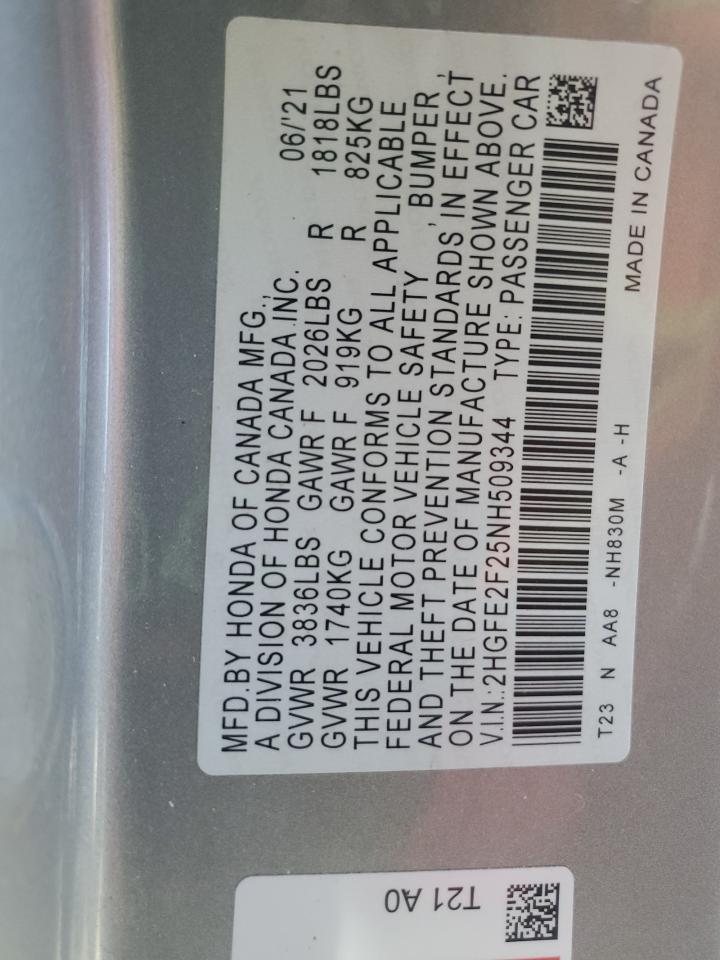 MFD.BY HONDA OF CANADA MFG., 06/'21
A DIVISION OF HONDA CANADA INC.
GVWR 3836LBS GAWR F 2026LBS R 1818LBS
GVWR 1740KG GAWR F 919KG R 825KG
THIS VEHICLE CONFORMS TO ALL APPLICABLE
FEDERAL MOTOR VEHICLE SAFETY, BUMPER,
AND THEFT PREVENTION STANDARDS, IN EFFECT
ON THE DATE OF MANUFACTURE SHOWN ABOVE.
V.I.N.:2HGFE2F25NH509344 TYPE: PASSENGER CAR
T23 N AA8 -NH830M -A -H
MADE IN CANADA
T21 A0